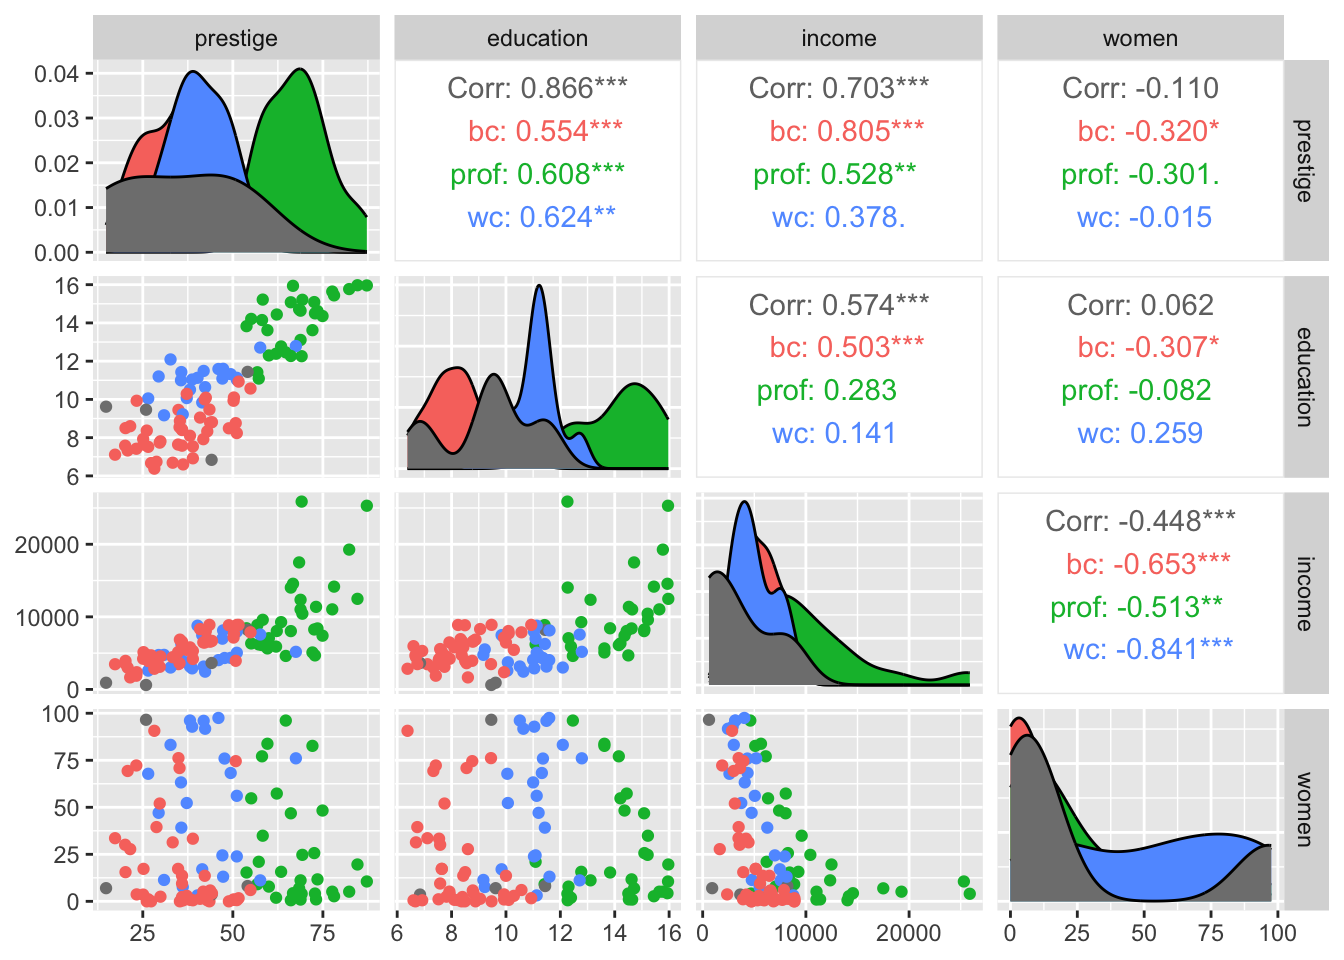 prestige education income women
0.04
0.03
0.02
0.01
0.00
Corr: 0.866***
bc: 0.554***
prof: 0.608***
wc: 0.624**
Corr: 0.703***
bc: 0.805***
prof: 0.528**
wc: 0.378.
Corr: -0.110
bc: -0.320*
prof: -0.301.
wc: -0.015
prestige
16
14
12
10
8
6
Corr: 0.574***
bc: 0.503***
prof: 0.283
wc: 0.141
Corr: 0.062
bc: -0.307*
prof: -0.082
wc: 0.259
education
20000
10000
0
Corr: -0.448***
bc: -0.653***
prof: -0.513**
wc: -0.841***
income
100
75
50
25
0
women
25 50 75 6 8 10 12 14 16 0 10000 20000 0 25 50 75 100